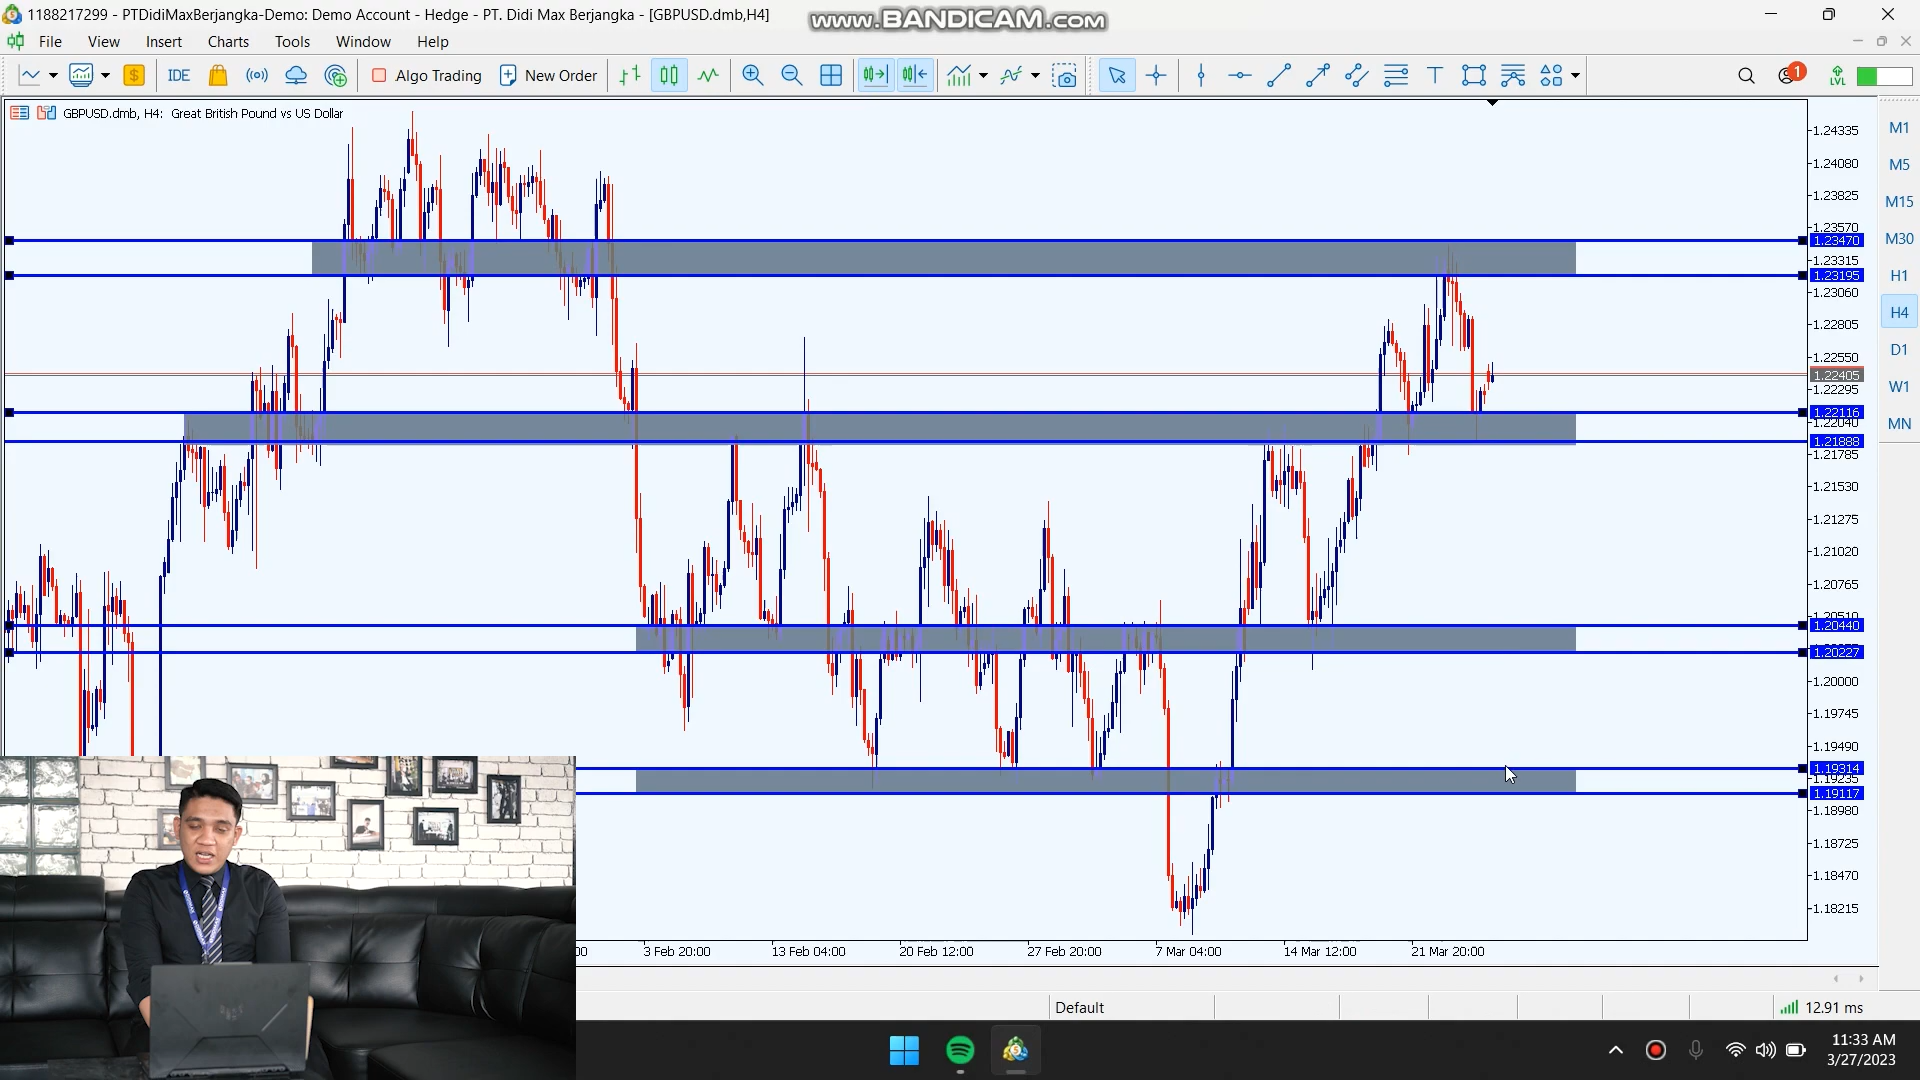 1188217299 - PTDidiMaxBerjangka-Demo: Demo Account - Hedge - PT. Didi Max Berjangka - [GBPUSD.dmb,H4]
www.BANDICAM.com
File View Insert Charts Tools Window Help
IDE Algo Trading New Order 1 LVL
GBPUSD.dmb, H4: Great British Pound vs US Dollar
1.24335
1.24080
1.23825
1.23570
1.23470
1.23315
1.23195
1.23060
1.22805
1.22550
1.22405
1.22295
1.22116
1.22040
1.21888
1.21785
1.21530
1.21275
1.21020
1.20765
1.20510
1.20440
1.20227
1.20000
1.19745
1.19490
1.19314
1.19235
1.19117
1.18980
1.18725
1.18470
1.18215
M1
M5
M15
M30
H1
H4
D1
W1
MN
00 3 Feb 20:00 13 Feb 04:00 20 Feb 12:00 27 Feb 20:00 7 Mar 04:00 14 Mar 12:00 21 Mar 20:00
Default 12.91 ms
11:33 AM
3/27/2023